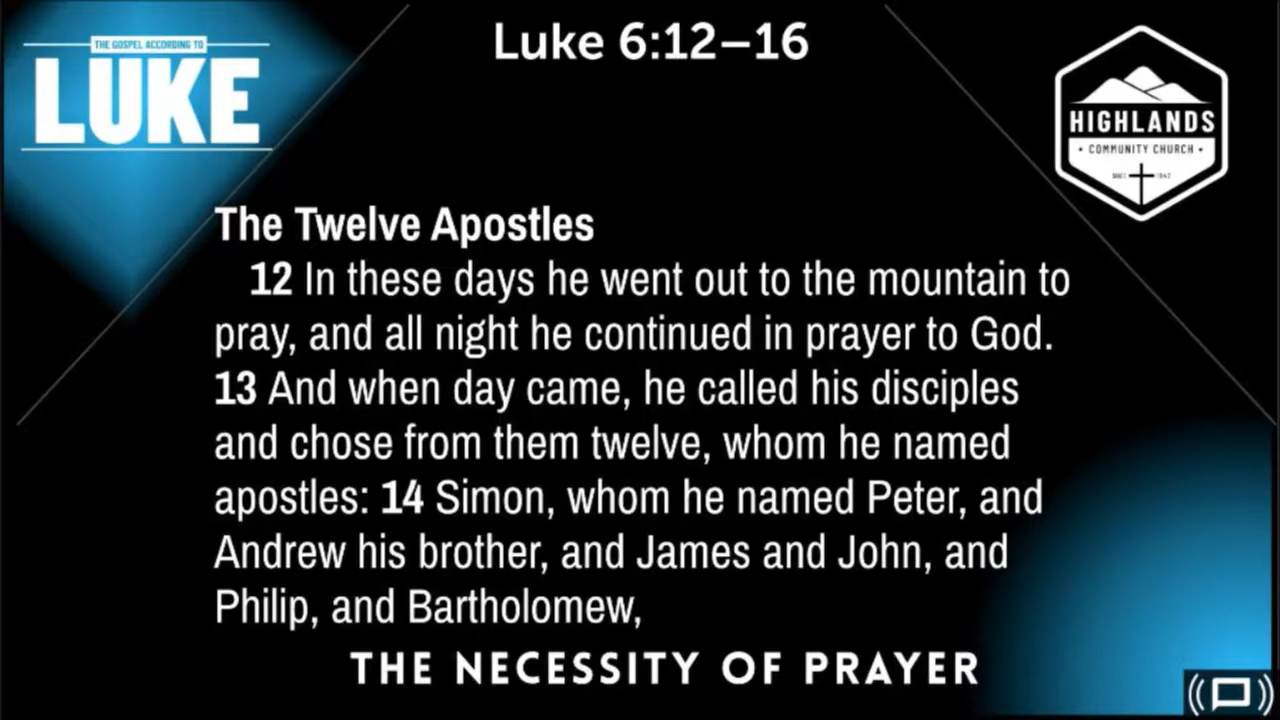 Luke 6:12–16
THE GOSPEL ACCORDING TO
LUKE
HIGHLANDS
• COMMUNITY CHURCH •
The Twelve Apostles
12 In these days he went out to the mountain to
pray, and all night he continued in prayer to God.
13 And when day came, he called his disciples
and chose from them twelve, whom he named
apostles: 14 Simon, whom he named Peter, and
Andrew his brother, and James and John, and
Philip, and Bartholomew,
THE NECESSITY OF PRAYER